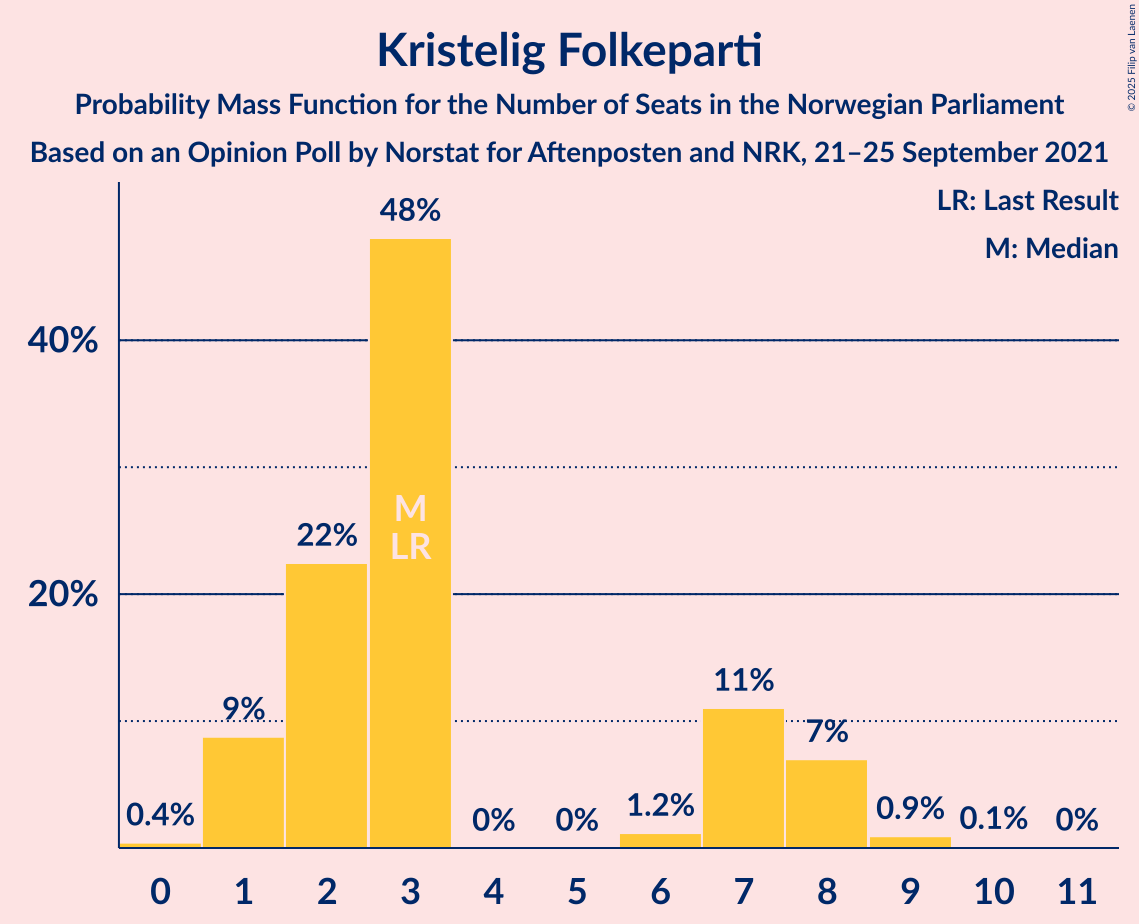 Kristelig Folkeparti
Probability Mass Function for the Number of Seats in the Norwegian Parliament
Based on an Opinion Poll by Norstat for Aftenposten and NRK, 21–25 September 2021
© 2025 Filip van Laenen
LR: Last Result
M: Median
48%
40%
M
22%
LR
20%
11%
9%
7%
0.4%
0%
0%
1.2%
0.9%
0.1%
0%
0 1 2 3 4 5 6 7 8 9 10 11